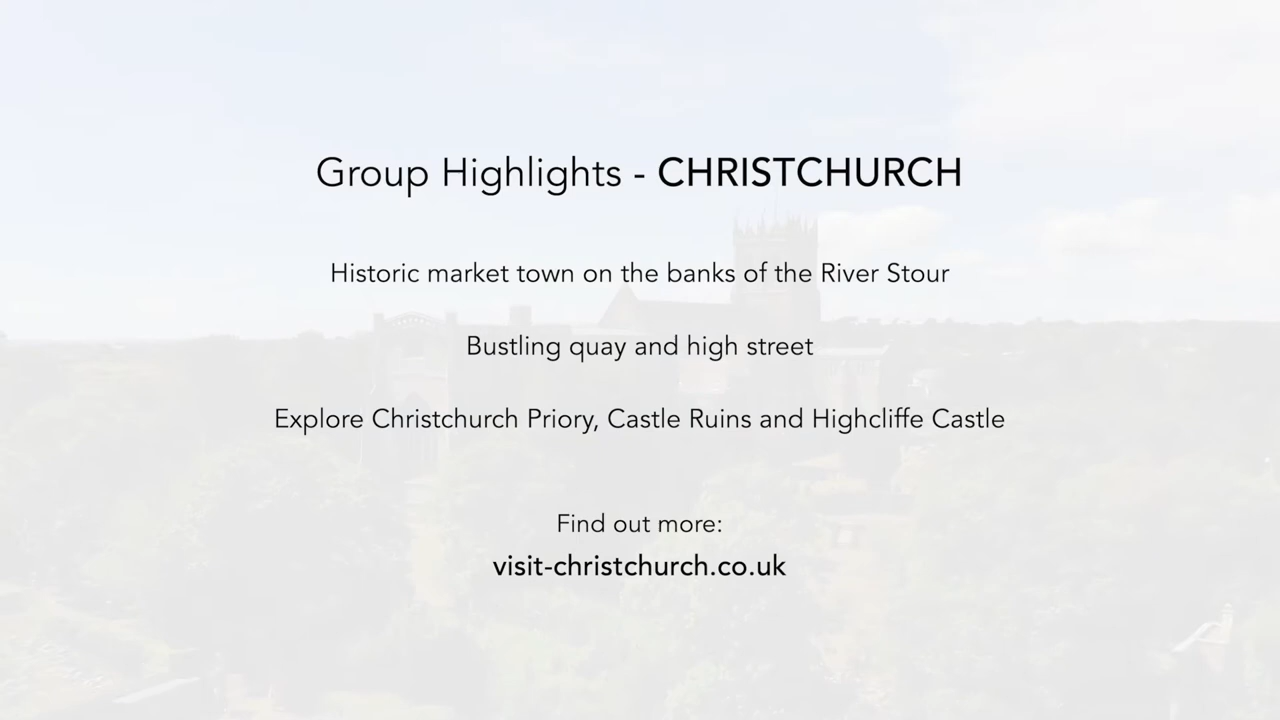 Group Highlights - CHRISTCHURCH
Historic market town on the banks of the River Stour
Bustling quay and high street
Explore Christchurch Priory, Castle Ruins and Highcliffe Castle
Find out more:
visit-christchurch.co.uk